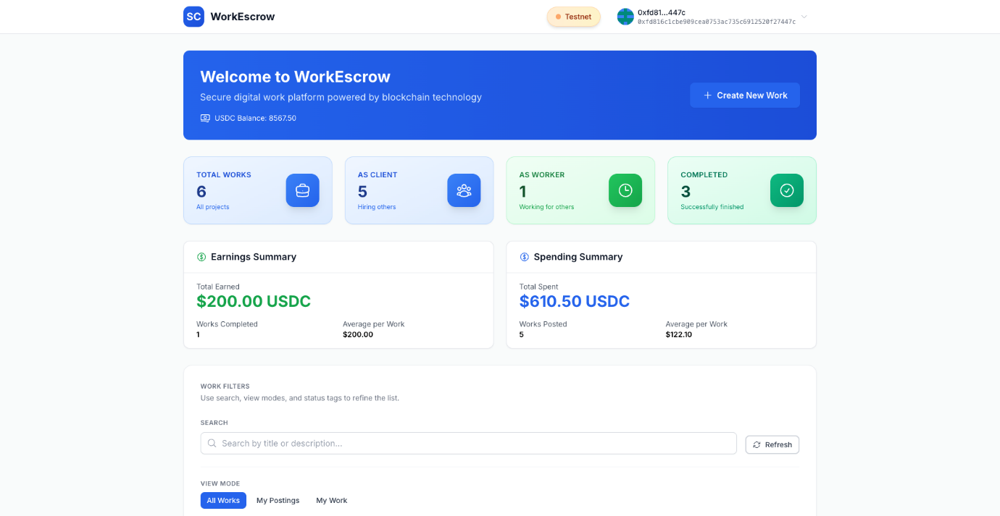 SC WorkEscrow
Testnet
0xfd81...447c
0xfd816c1cbe909cea0753ac735c6912520f27447c
Welcome to WorkEscrow
Secure digital work platform powered by blockchain technology
USDC Balance: 8567.50
Create New Work
TOTAL WORKS
6
All projects
AS CLIENT
5
Hiring others
AS WORKER
1
Working for others
COMPLETED
3
Successfully finished
Earnings Summary
Total Earned
$200.00 USDC
Works Completed
1
Average per Work
$200.00
Spending Summary
Total Spent
$610.50 USDC
Works Posted
5
Average per Work
$122.10
WORK FILTERS
Use search, view modes, and status tags to refine the list.
SEARCH
Search by title or description...
Refresh
VIEW MODE
All Works
My Postings
My Work